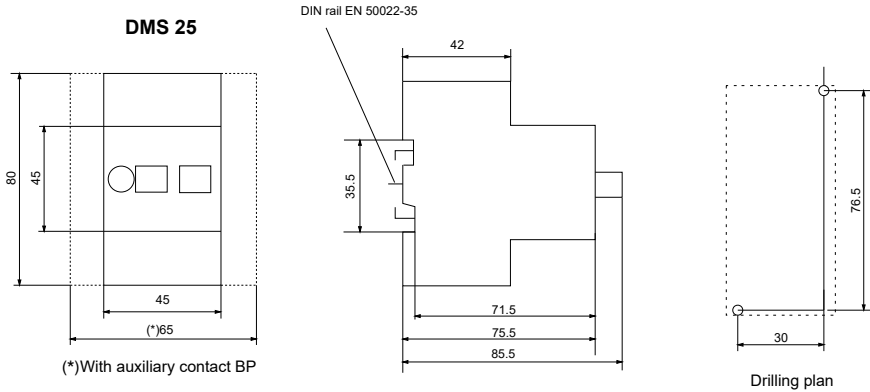 DIN rail EN 50022-35
DMS 25
42
80
45
35.5
76.5
45
(*)65
71.5
75.5
85.5
30
(*)With auxiliary contact BP
Drilling plan